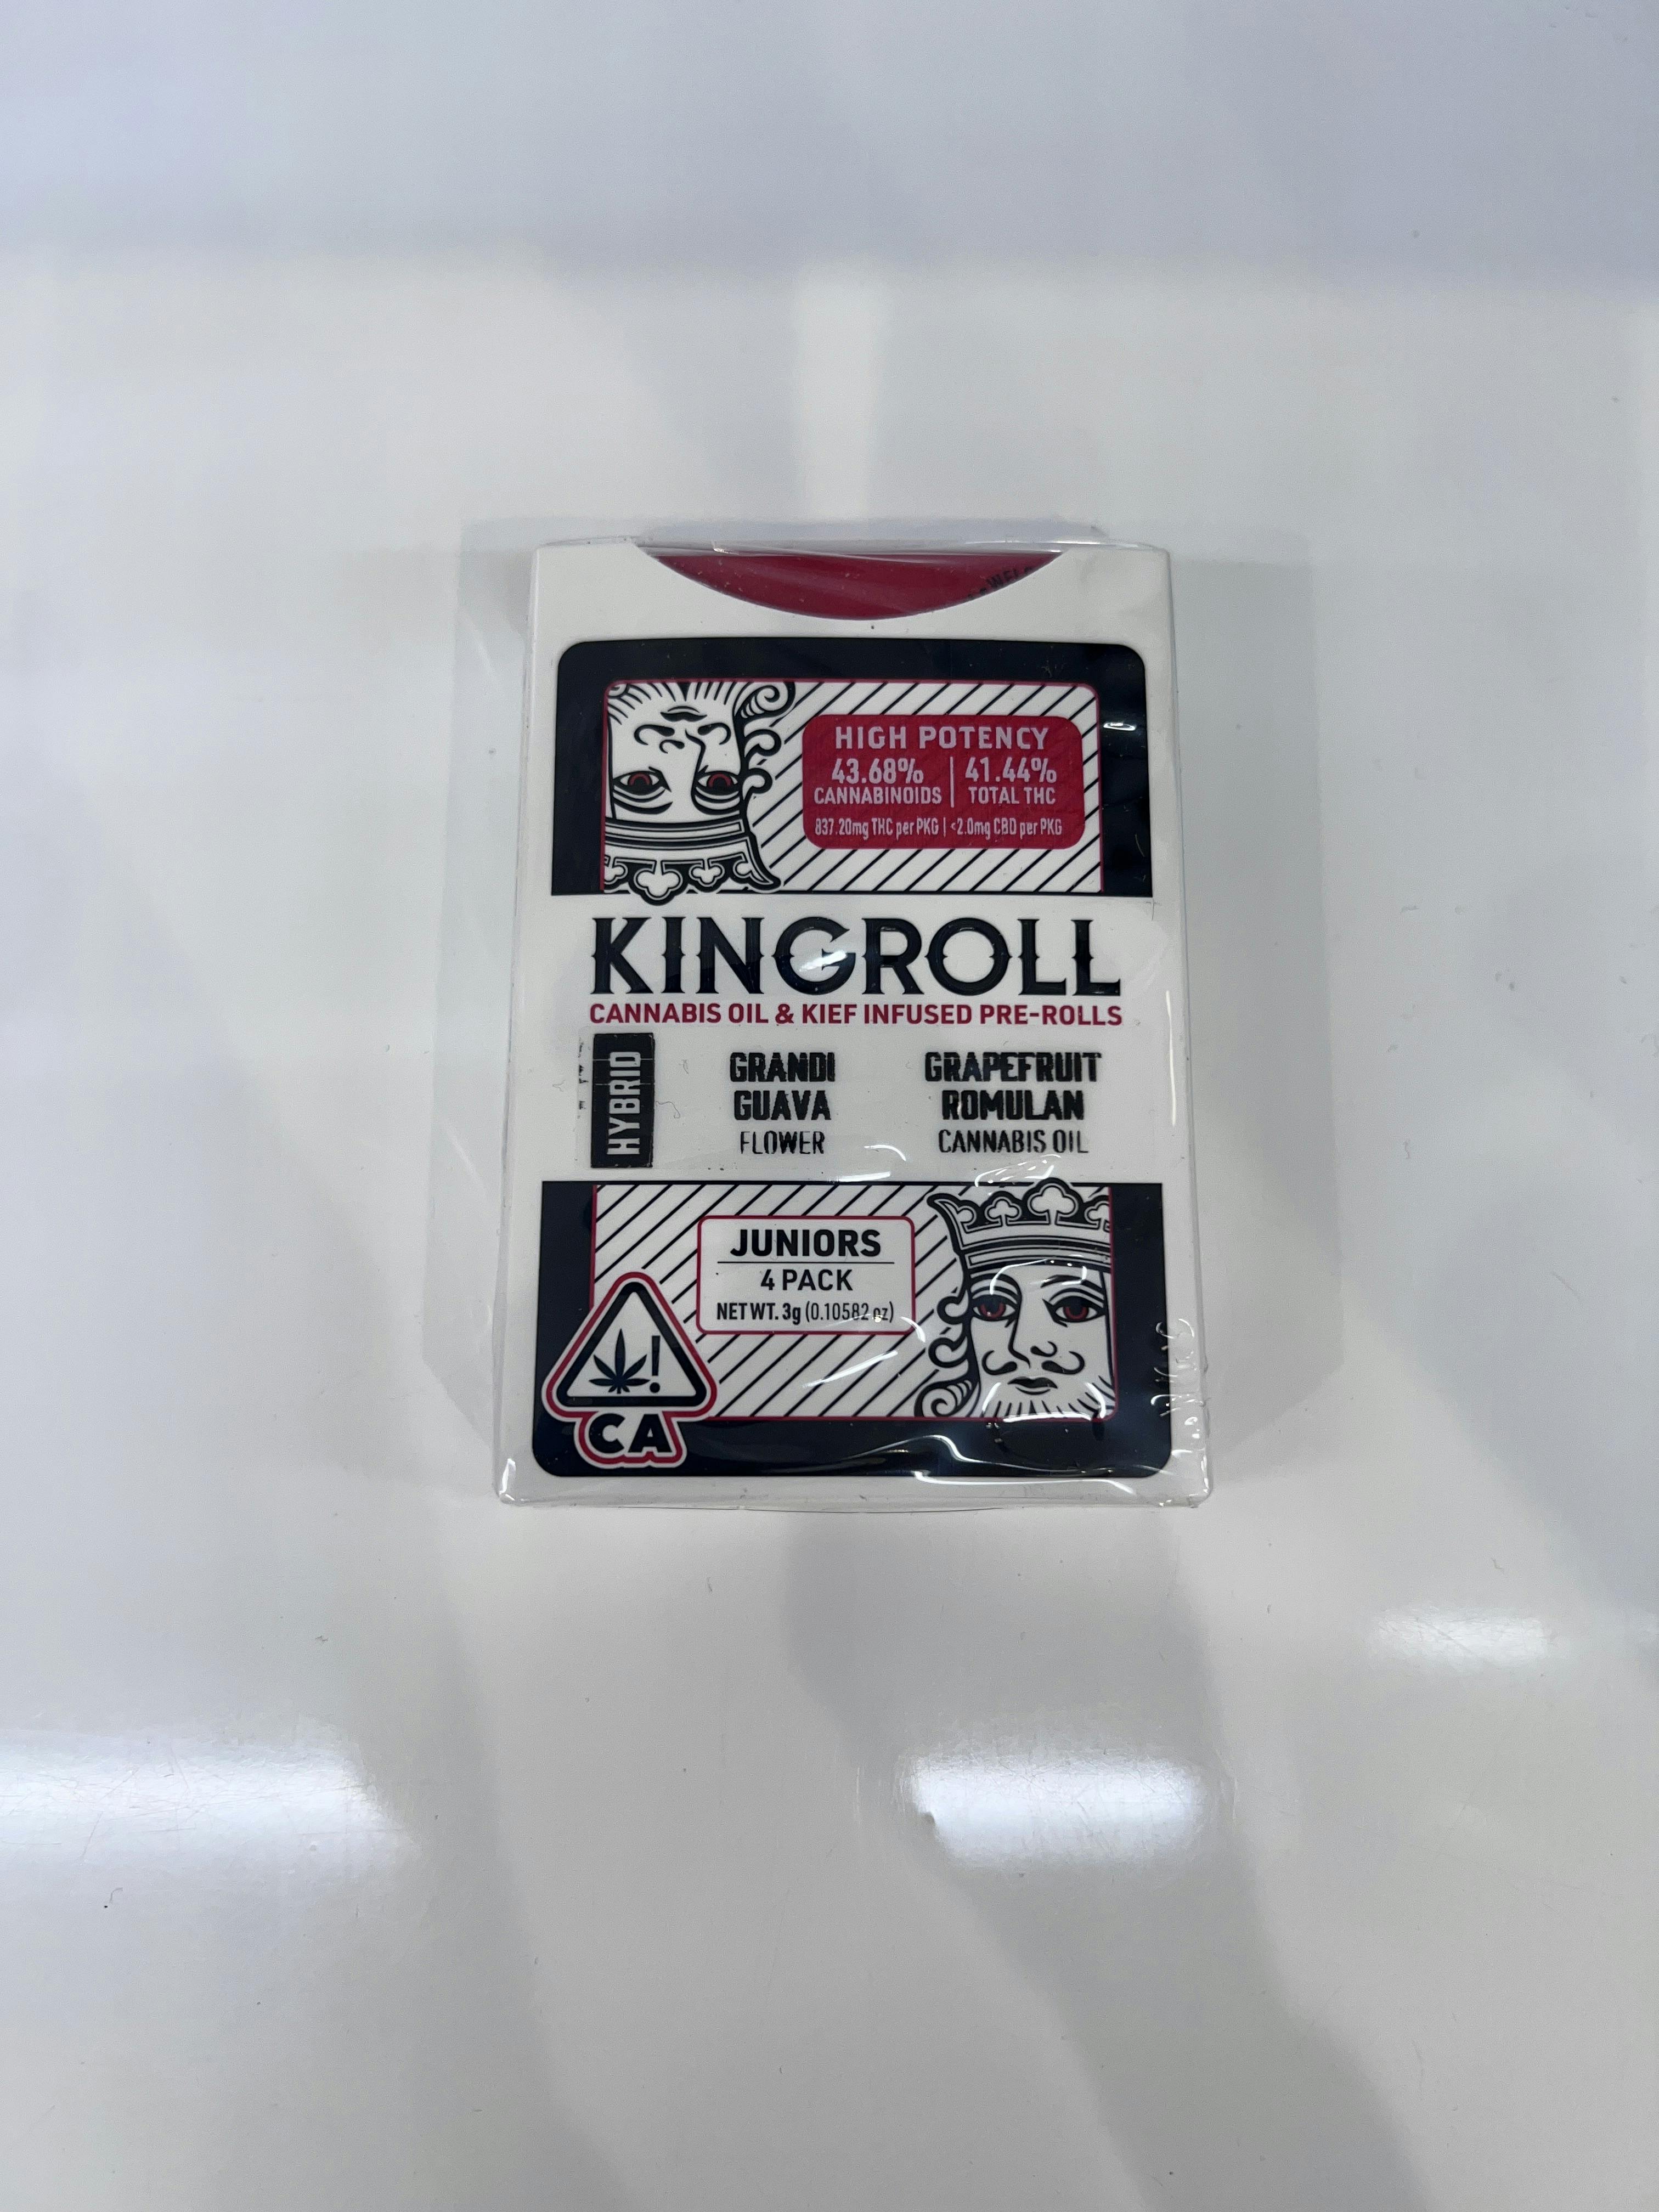 HIGH POTENCY
43.68% | 41.44%
CANNABINOIDS | TOTAL THC
837.20mg THC per PKG | <2.0mg CBD per PKG
KINGROLL
CANNABIS OIL & KIEF INFUSED PRE-ROLLS
HYBRID
GRANDI
GUAVA
FLOWER
GRAPEFRUIT
ROMULAN
CANNABIS OIL
JUNIORS
4 PACK
NET WT. 3g (0.10582 oz)
!
CA